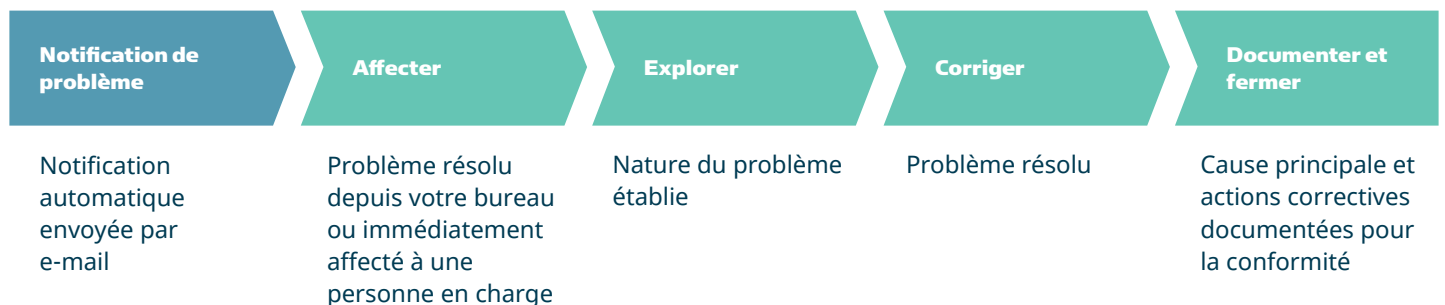 Notification de
problème
Affecter
Explorer
Corriger
Documenter et
fermer
Notification
automatique
envoyée par
e-mail
Problème résolu
depuis votre bureau
ou immédiatement
affecté à une
personne en charge
Nature du problème
établie
Problème résolu
Cause principale et
actions correctives
documentées pour
la conformité